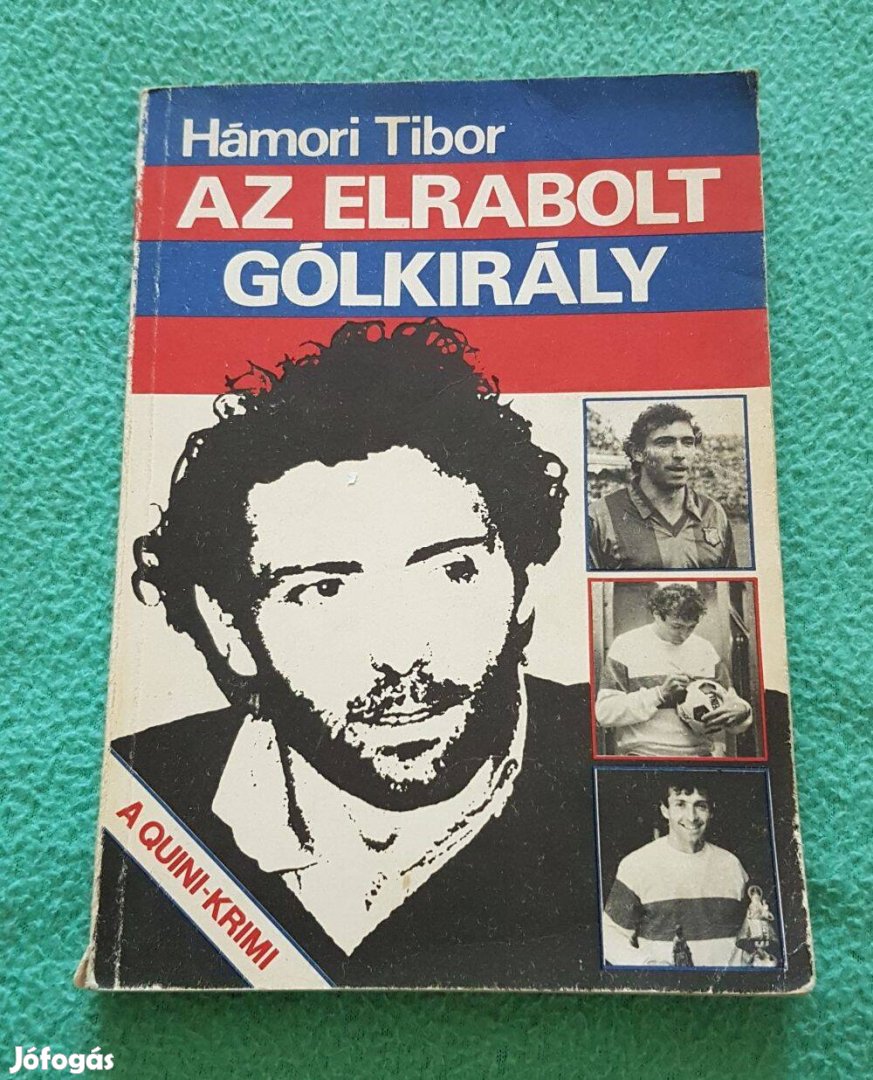 Hámori Tibor
AZ ELRABOLT
GÓLKIRÁLY
A QUINI-KRIMI
Jófogás